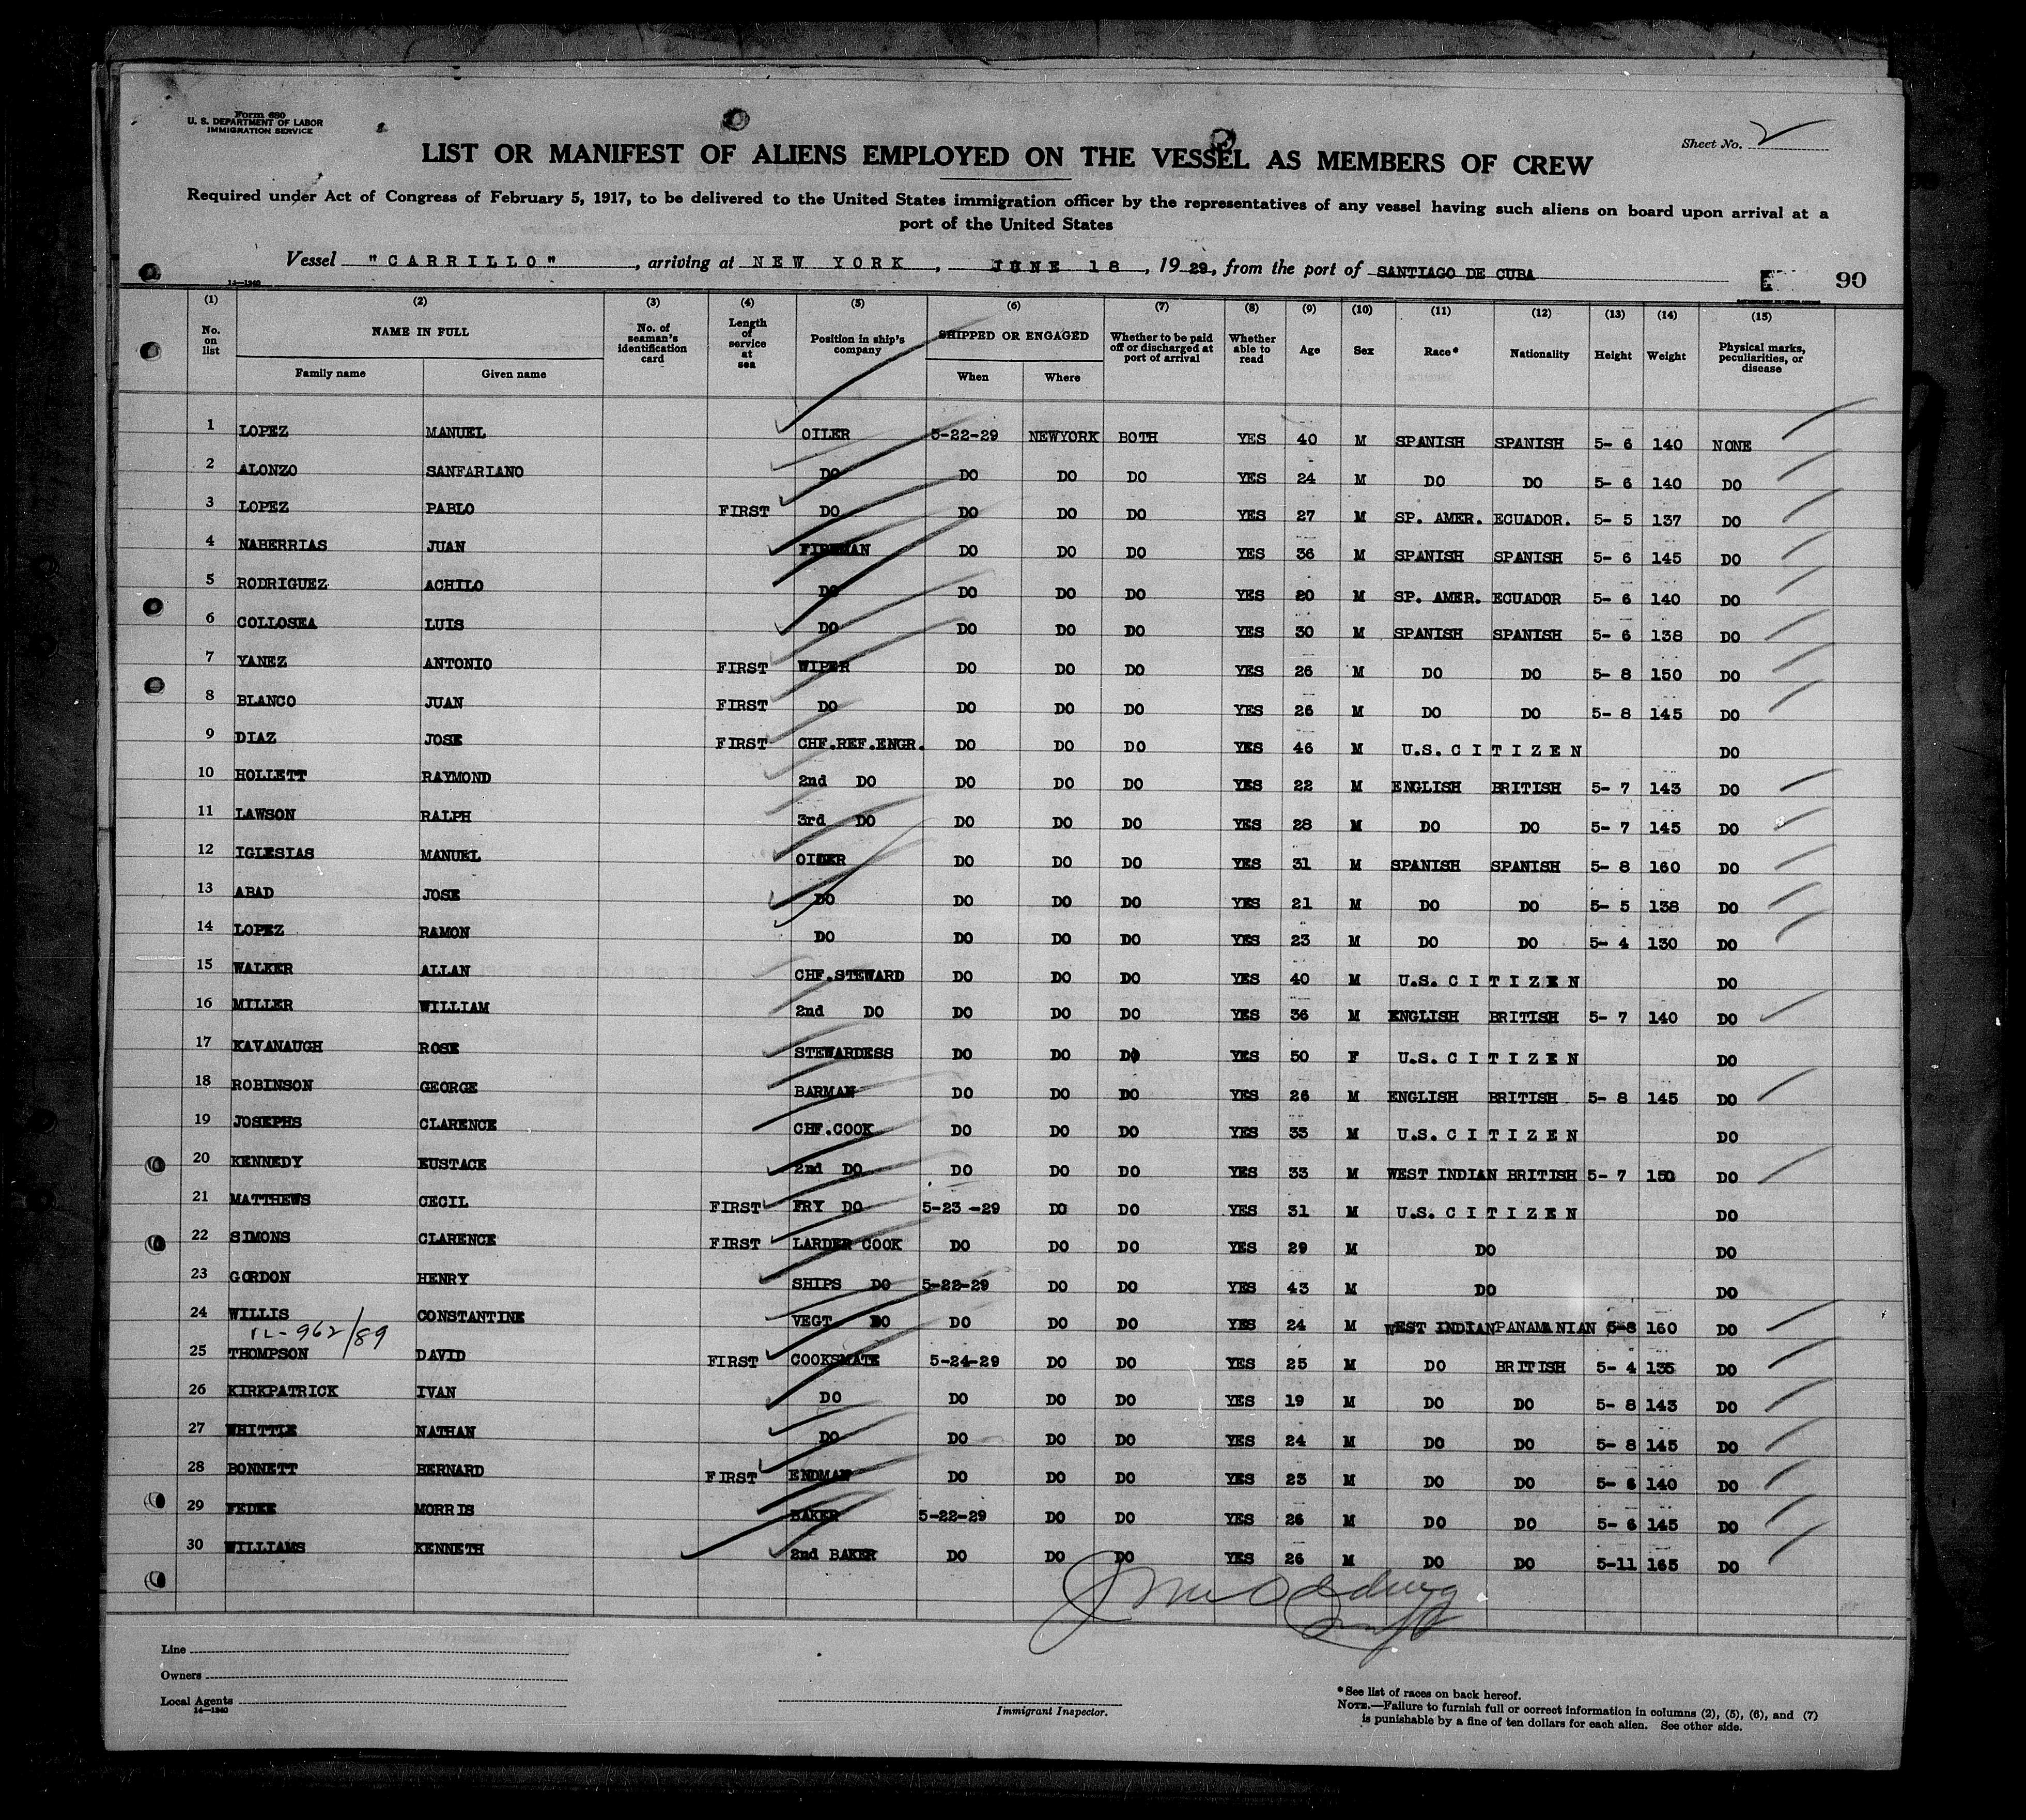 Form 680
U. S. DEPARTMENT OF LABOR
IMMIGRATION SERVICE
Sheet No. 2
LIST OR MANIFEST OF ALIENS EMPLOYED ON THE VESSEL AS MEMBERS OF CREW
Required under Act of Congress of February 5, 1917, to be delivered to the United States immigration officer by the representatives of any vessel having such aliens on board upon arrival at a
port of the United States
Vessel "CARRILLO", arriving at NEW YORK, JUNE 18, 1929, from the port of SANTIAGO DE CUBA
E 90
14—1240
(1) (2) (3) (4) (5) (6) (7) (8) (9) (10) (11) (12) (13) (14) (15)
No. on list NAME IN FULL Family name Given name No. of seaman's identification card Length of service at sea Position in ship's company SHIPPED OR ENGAGED When Where Whether to be paid off or discharged at port of arrival Whether able to read Age Sex Race* Nationality Height Weight Physical marks, peculiarities, or disease
1 LOPEZ MANUEL OILER 5-22-29 NEWYORK BOTH YES 40 M SPANISH SPANISH 5- 6 140 NONE
2 ALONZO SANFARIANO DO DO DO DO YES 24 M DO DO 5- 6 140 DO
3 LOPEZ PABLO FIRST DO DO DO DO YES 27 M SP. AMER. ECUADOR. 5- 5 137 DO
4 NABERRIAS JUAN FIREMAN DO DO DO YES 36 M SPANISH SPANISH 5- 6 145 DO
5 RODRIGUEZ ACHILO DO DO DO DO YES 20 M SP. AMER. ECUADOR 5- 6 140 DO
6 COLLOSEA LUIS DO DO DO DO YES 30 M SPANISH SPANISH 5- 6 138 DO
7 YANEZ ANTONIO FIRST WIPER DO DO DO YES 26 M DO DO 5- 8 150 DO
8 BLANCO JUAN FIRST DO DO DO DO YES 26 M DO DO 5- 8 145 DO
9 DIAZ JOSE FIRST CHF.REF.ENGR. DO DO DO YES 46 M U.S. CITIZEN DO
10 HOLLETT RAYMOND 2nd DO DO DO DO YES 22 M ENGLISH BRITISH 5- 7 143 DO
11 LAWSON RALPH 3rd DO DO DO DO YES 28 M DO DO 5- 7 145 DO
12 IGLESIAS MANUEL OILER DO DO DO YES 31 M SPANISH SPANISH 5- 8 160 DO
13 ABAD JOSE DO DO DO DO YES 21 M DO DO 5- 5 138 DO
14 LOPEZ RAMON DO DO DO DO YES 23 M DO DO 5- 4 130 DO
15 WALKER ALLAN CHF.STEWARD DO DO DO YES 40 M U.S. CITIZEN DO
16 MILLER WILLIAM 2nd DO DO DO DO YES 36 M ENGLISH BRITISH 5- 7 140 DO
17 KAVANAUGH ROSE STEWARDESS DO DO DO YES 50 F U.S. CITIZEN DO
18 ROBINSON GEORGE BARMAN DO DO DO YES 26 M ENGLISH BRITISH 5- 8 145 DO
19 JOSEPHS CLARENCE CHF.COOK DO DO DO YES 33 M U.S. CITIZEN DO
20 KENNEDY EUSTACE 2nd DO DO DO DO YES 33 M WEST INDIAN BRITISH 5- 7 150 DO
21 MATTHEWS CECIL FIRST FRY DO 5-23 -29 DO DO YES 31 M U.S. CITIZEN DO
22 SIMONS CLARENCE FIRST LARDER COOK DO DO DO YES 29 M DO DO
23 GORDON HENRY SHIPS DO 5-22-29 DO DO YES 43 M DO DO
24 WILLIS CONSTANTINE VEGT DO DO DO DO YES 24 M WEST INDIAN PANAMANIAN 5-8 160 DO
12-962/89
25 THOMPSON DAVID FIRST COOKSMATE 5-24-29 DO DO YES 25 M DO BRITISH 5- 4 135 DO
26 KIRKPATRICK IVAN DO DO DO DO YES 19 M DO DO 5- 8 143 DO
27 WHITTLE NATHAN DO DO DO DO YES 24 M DO DO 5- 8 145 DO
28 BONNETT BERNARD FIRST ENDMAN DO DO DO YES 23 M DO DO 5- 6 140 DO
29 FEDEE MORRIS BAKER 5-22-29 DO DO YES 26 M DO DO 5- 6 145 DO
30 WILLIAMS KENNETH 2nd BAKER DO DO DO YES 26 M DO DO 5-11 165 DO
Line
Owners
Local Agents
14—1240
Immigrant Inspector.
*See list of races on back hereof.
NOTE.—Failure to furnish full or correct information in columns (2), (5), (6), and (7)
is punishable by a fine of ten dollars for each alien. See other side.